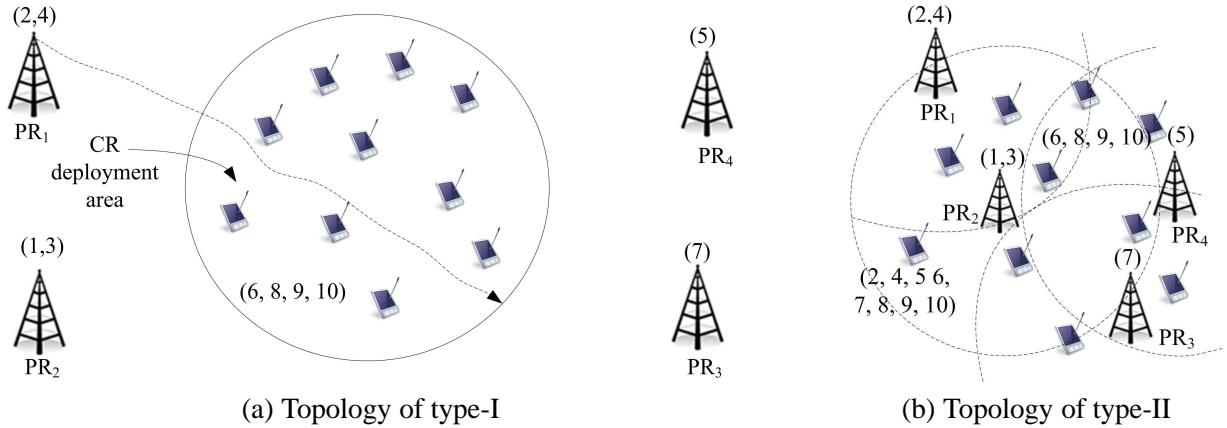 (2,4)
PR1
CR
deployment
area
(1,3)
PR2
(6, 8, 9, 10)
(5)
PR4
(7)
PR3
(a) Topology of type-I
(2,4)
PR1
(6, 8, 9, 10)
(5)
(1,3)
PR2
PR4
(2, 4, 5 6,
7, 8, 9, 10)
(7)
PR3
(b) Topology of type-II